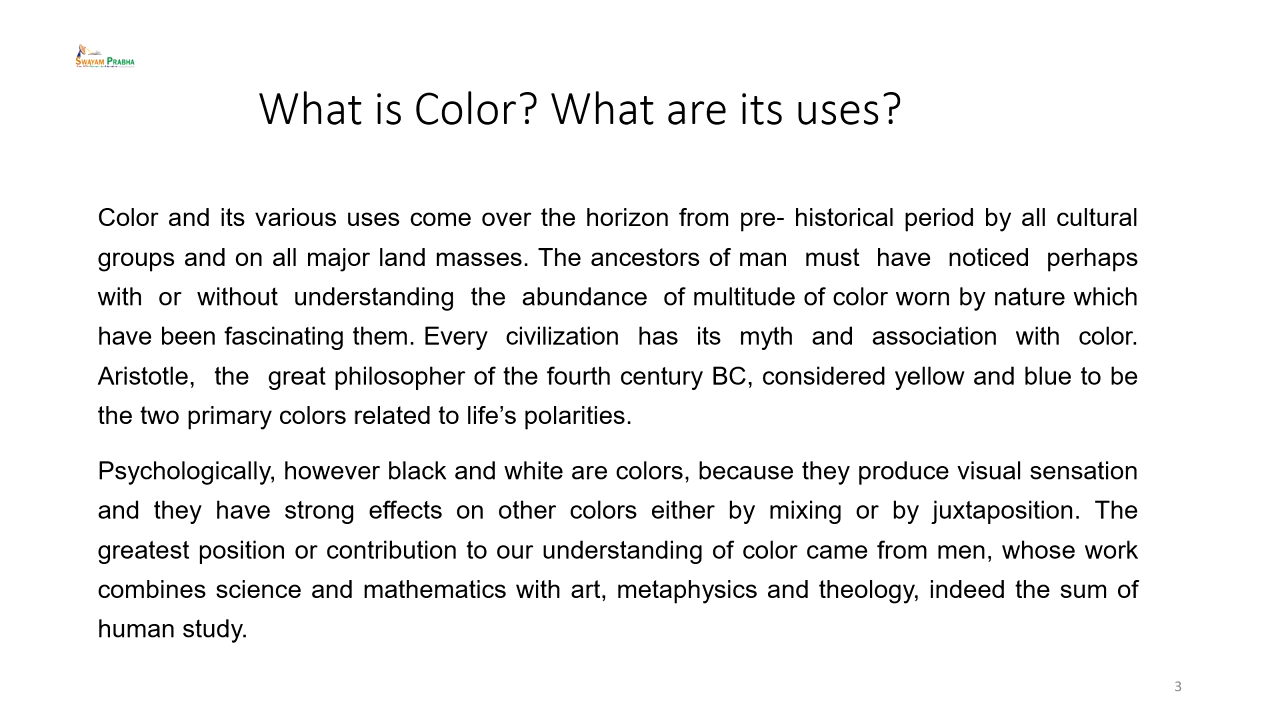 SWAYAM PRABHA
What is Color? What are its uses?
Color and its various uses come over the horizon from pre- historical period by all cultural
groups and on all major land masses. The ancestors of man must have noticed perhaps
with or without understanding the abundance of multitude of color worn by nature which
have been fascinating them. Every civilization has its myth and association with color.
Aristotle, the great philosopher of the fourth century BC, considered yellow and blue to be
the two primary colors related to life’s polarities.
Psychologically, however black and white are colors, because they produce visual sensation
and they have strong effects on other colors either by mixing or by juxtaposition. The
greatest position or contribution to our understanding of color came from men, whose work
combines science and mathematics with art, metaphysics and theology, indeed the sum of
human study.
3